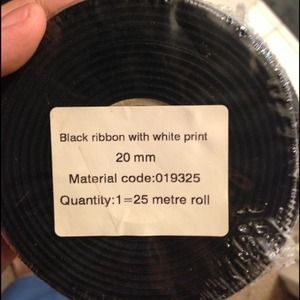 Black ribbon with white print
20 mm
Material code:019325
Quantity:1=25 metre roll